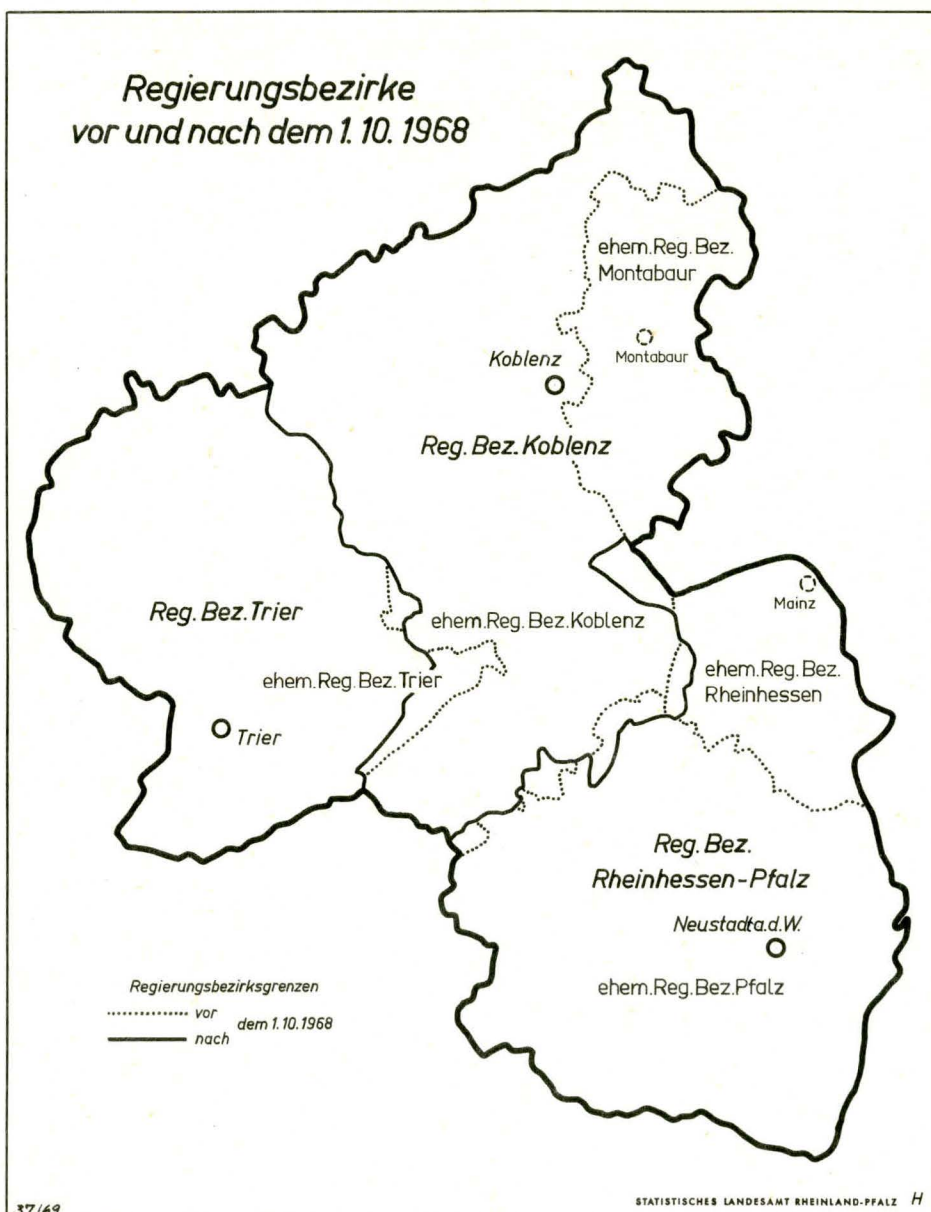 Regierungsbezirke
vor und nach dem 1. 10. 1968
ehem. Reg. Bez.
Montabaur
Montabaur
Koblenz
Reg. Bez. Koblenz
Mainz
Reg. Bez. Trier
ehem. Reg. Bez. Koblenz
ehem. Reg. Bez. Trier
ehem. Reg. Bez.
Rheinhessen
Trier
Reg. Bez.
Rheinhessen-Pfalz
Neustadt a.d.W.
ehem. Reg. Bez. Pfalz
Regierungsbezirksgrenzen
vor
dem 1. 10. 1968
nach
37/69
STATISTISCHES LANDESAMT RHEINLAND-PFALZ H